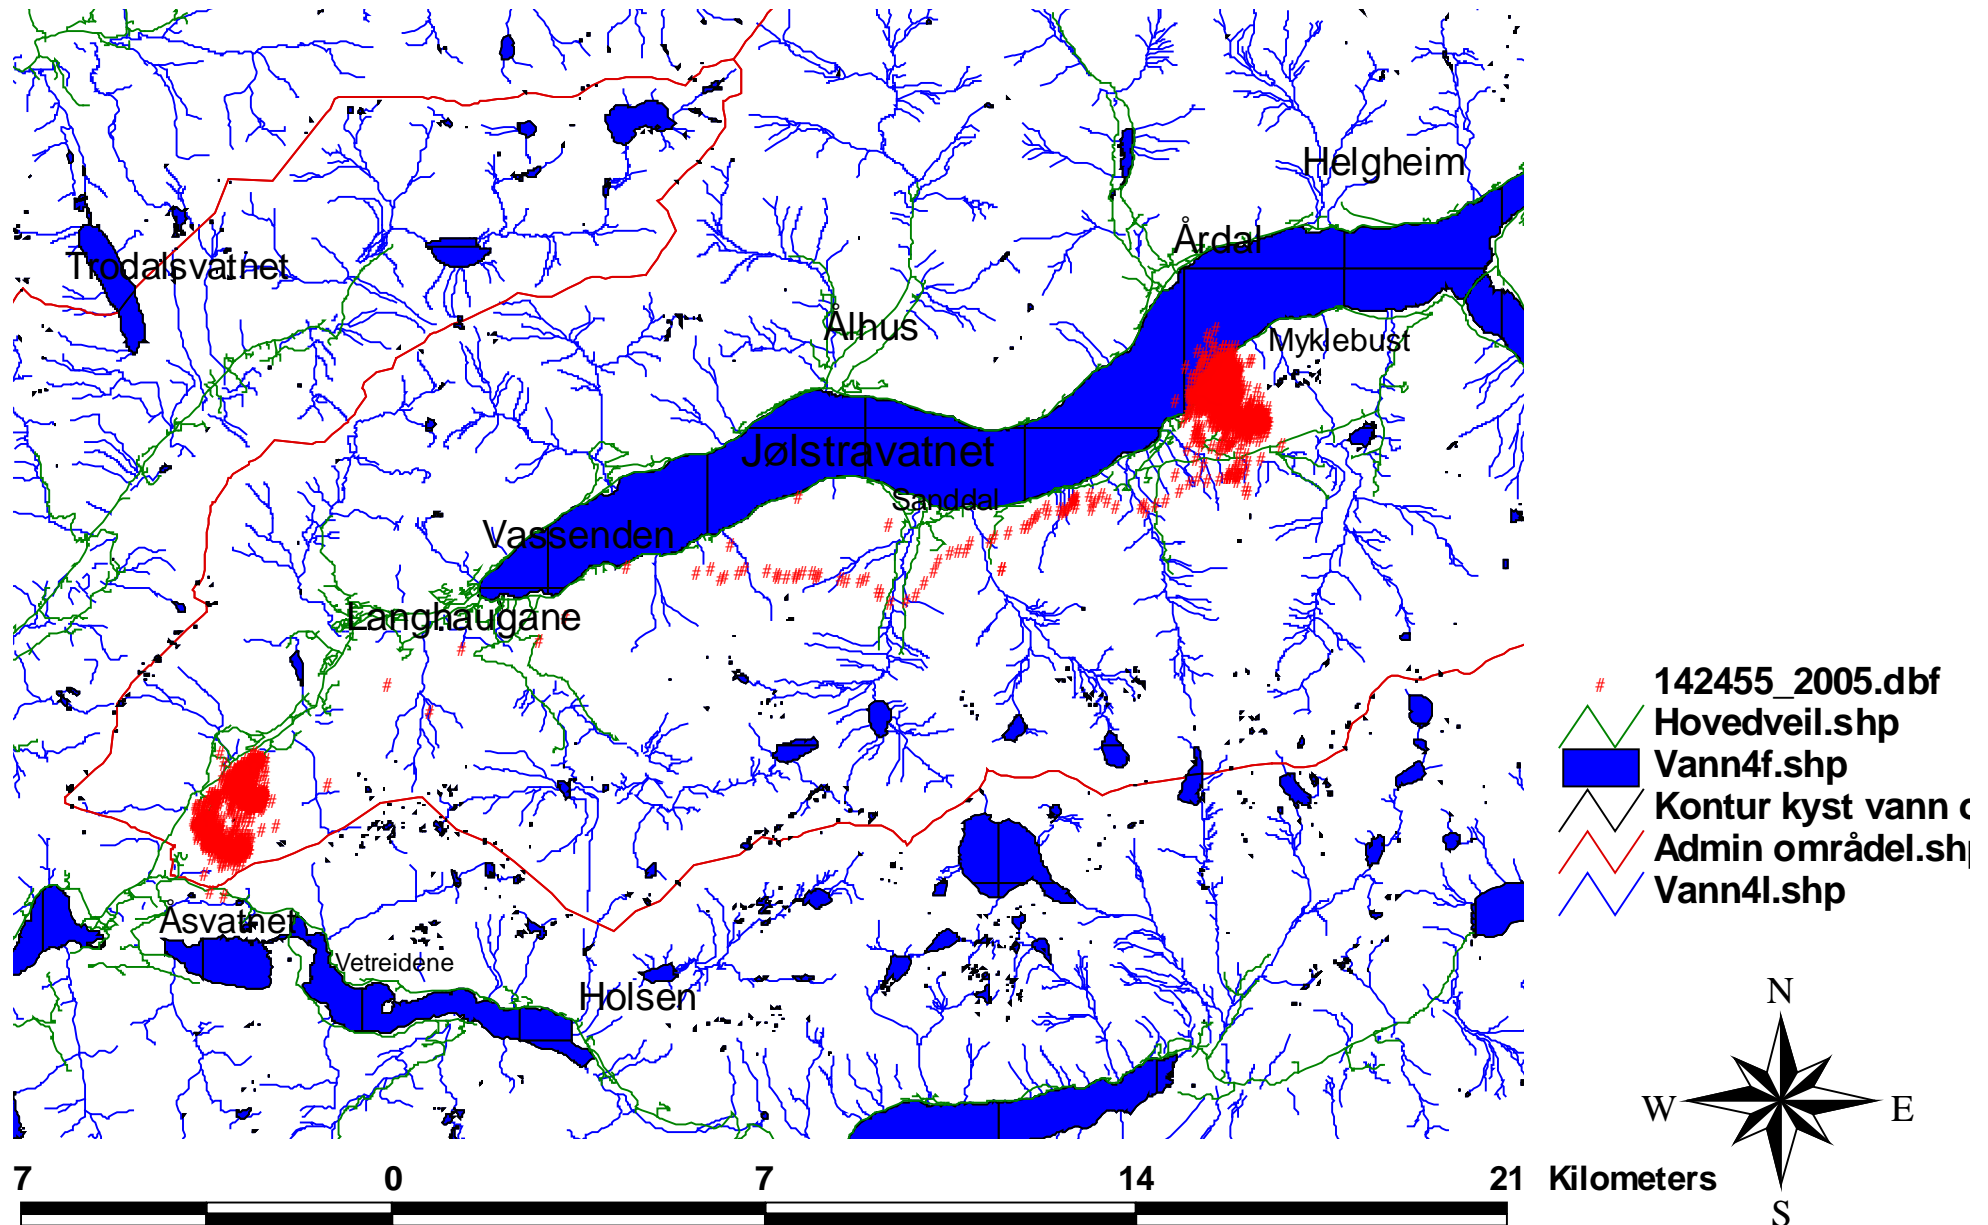 Helgheim
Årdal
Trodalsvatnet
Ålhus
Myklebust
Jølstravatnet
Sanddal
Vassenden
Langhaugane
142455_2005.dbf
Hovedveil.shp
Vann4f.shp
Kontur kyst vann
Admin områdel.shp
Vann4l.shp
Åsvatnet
Vetreidene
Holsen
N
W E
S
7 0 7 14 21 Kilometers